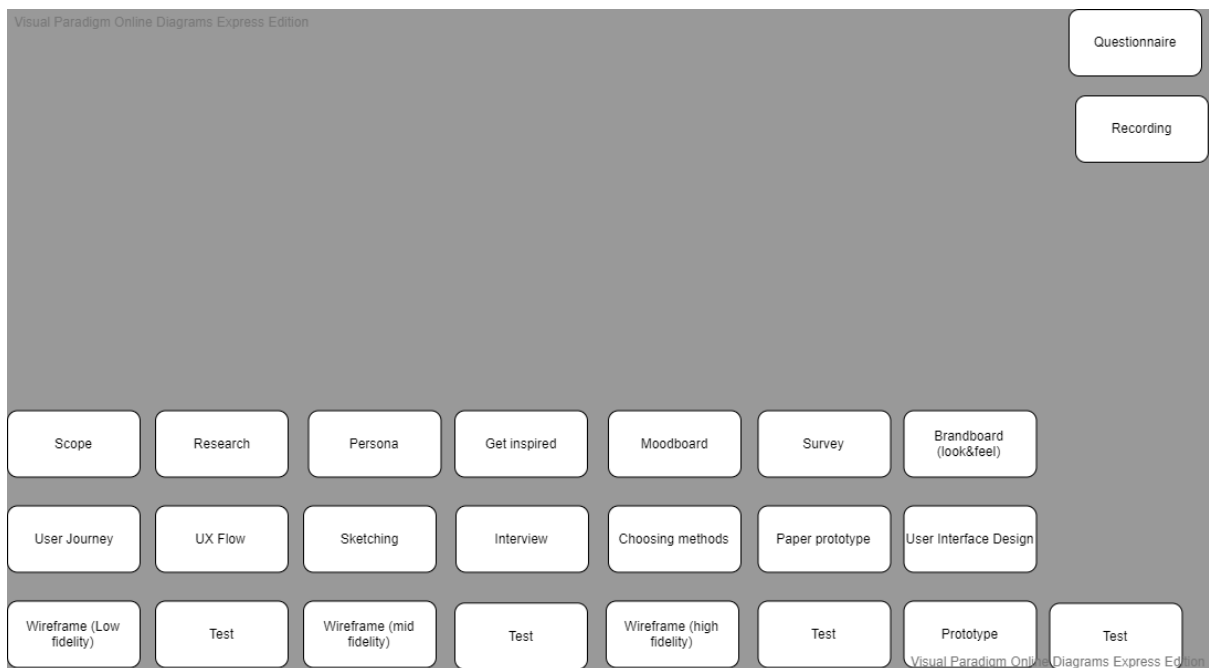 Visual Paradigm Online Diagrams Express Edition
Questionnaire
Recording
Scope
Research
Persona
Get inspired
Moodboard
Survey
Brandboard
(look&feel)
User Journey
UX Flow
Sketching
Interview
Choosing methods
Paper prototype
User Interface Design
Wireframe (Low
fidelity)
Test
Wireframe (mid
fidelity)
Test
Wireframe (high
fidelity)
Test
Prototype
Test
Visual Paradigm Online Diagrams Express Edition